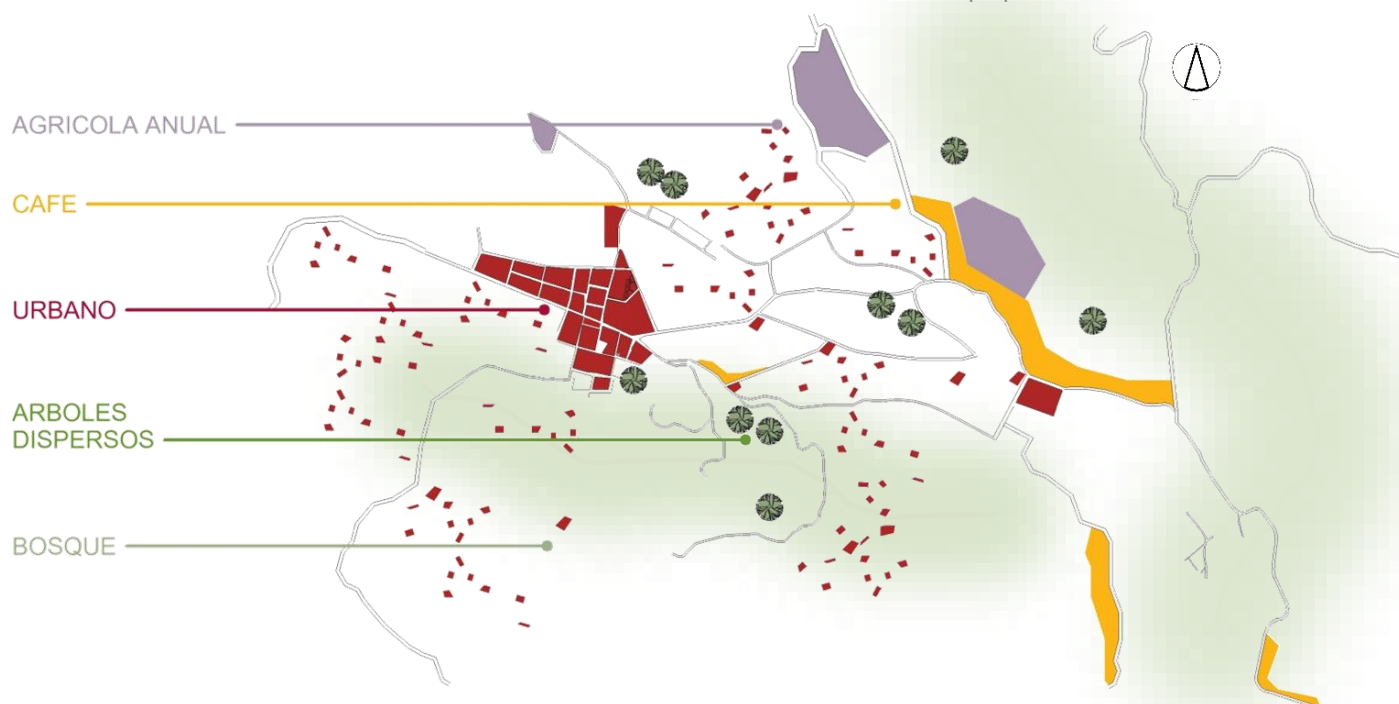 AGRICOLA ANUAL
CAFE
URBANO
ARBOLES
DISPERSOS
BOSQUE